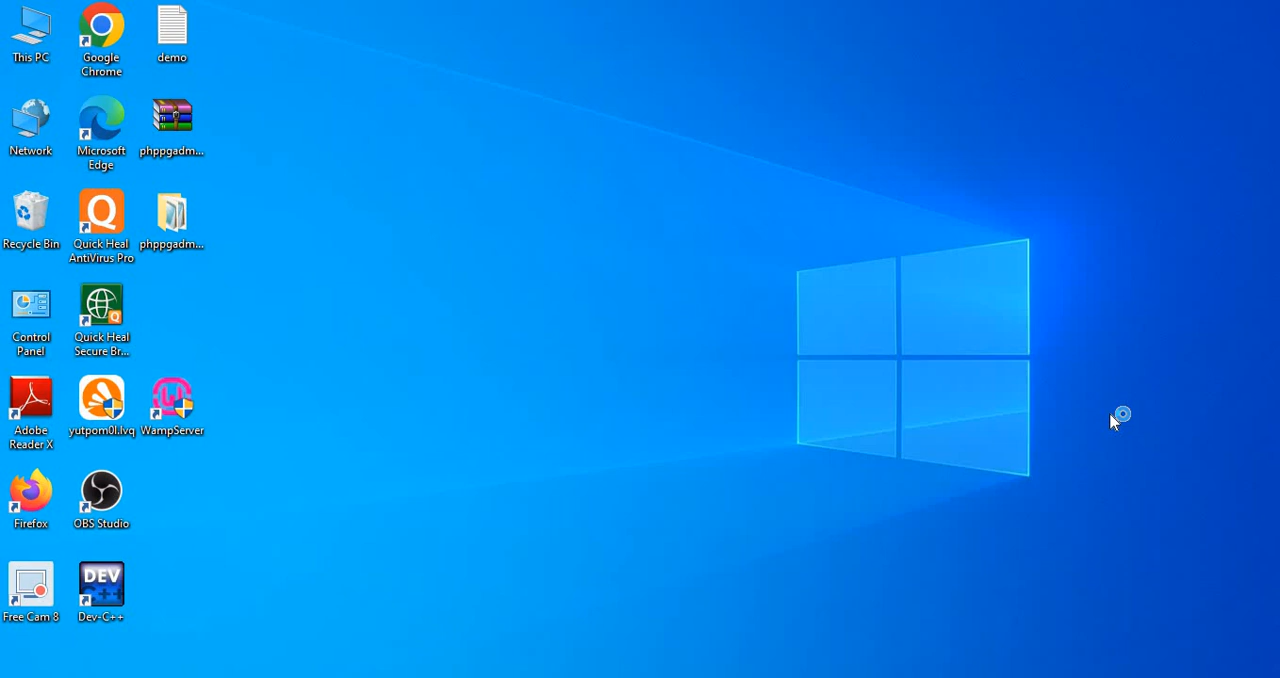 This PC
Google
Chrome
demo
Network
Microsoft
Edge
phppgadm...
Recycle Bin
Quick Heal
AntiVirus Pro
phppgadm...
Control
Panel
Quick Heal
Secure Br...
Adobe
Reader X
yutpom0l.lvq
WampServer
Firefox
OBS Studio
Free Cam 8
DEV
C++
Dev-C++